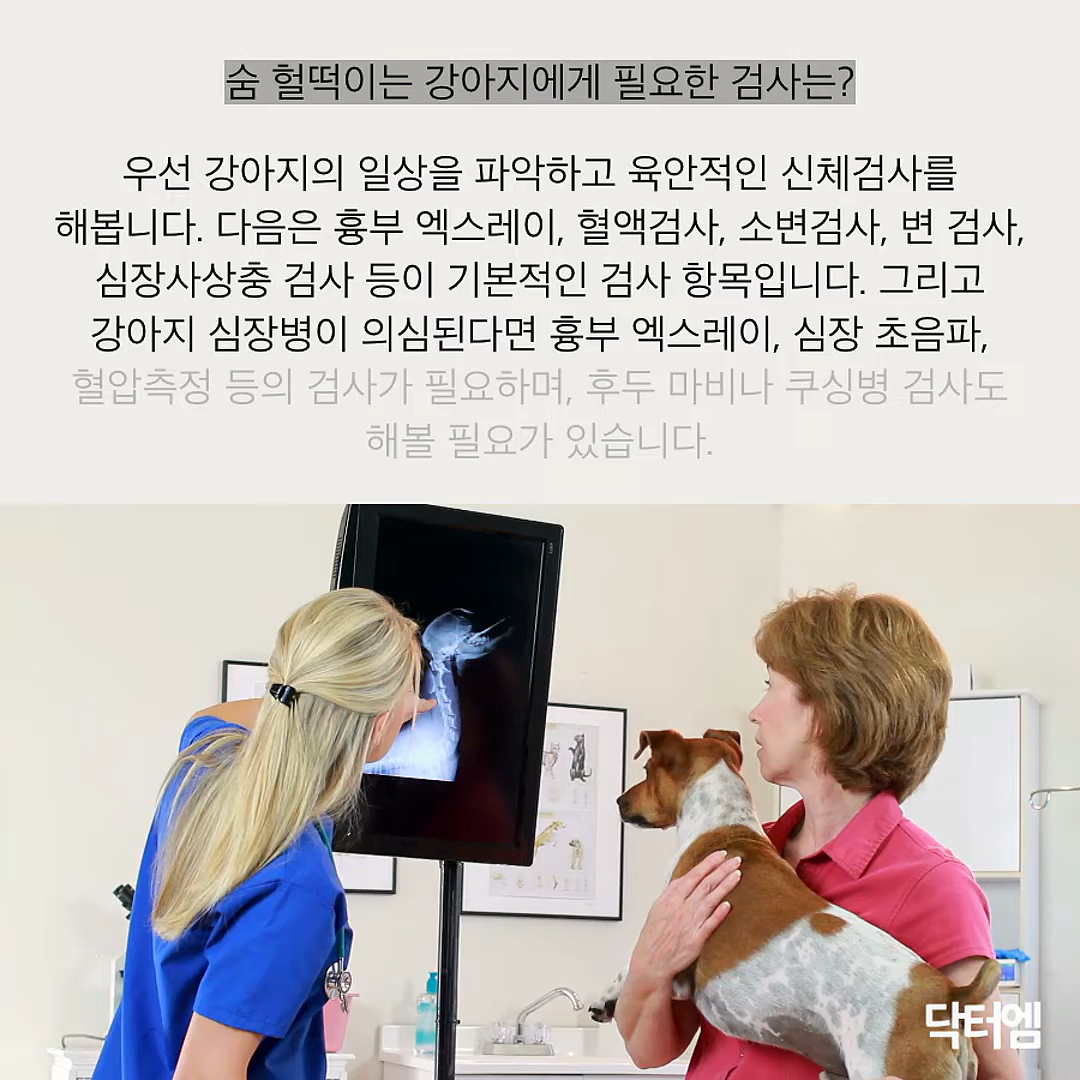 숨 헐떡이는 강아지에게 필요한 검사는?
우선 강아지의 일상을 파악하고 육안적인 신체검사를
해봅니다. 다음은 흉부 엑스레이, 혈액검사, 소변검사, 변 검사,
심장사상충 검사 등이 기본적인 검사 항목입니다. 그리고
강아지 심장병이 의심된다면 흉부 엑스레이, 심장 초음파,
혈압측정 등의 검사가 필요하며, 후두 마비나 쿠싱병 검사도
해볼 필요가 있습니다.
닥터엠